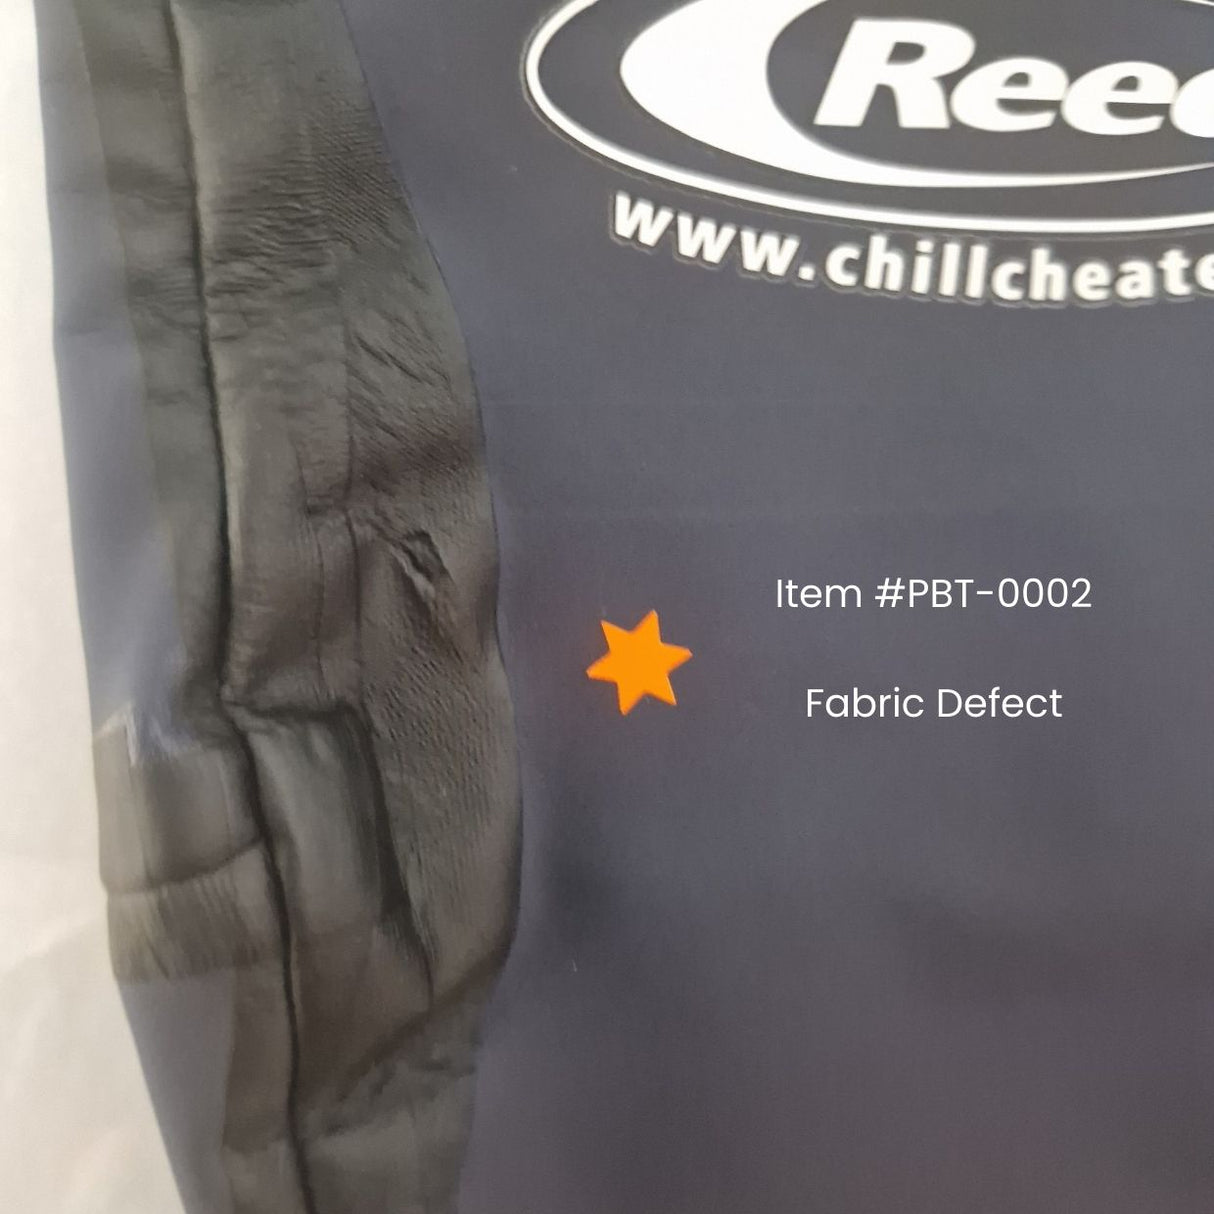 Ree
www.chillcheate
Item #PBT-0002
Fabric Defect